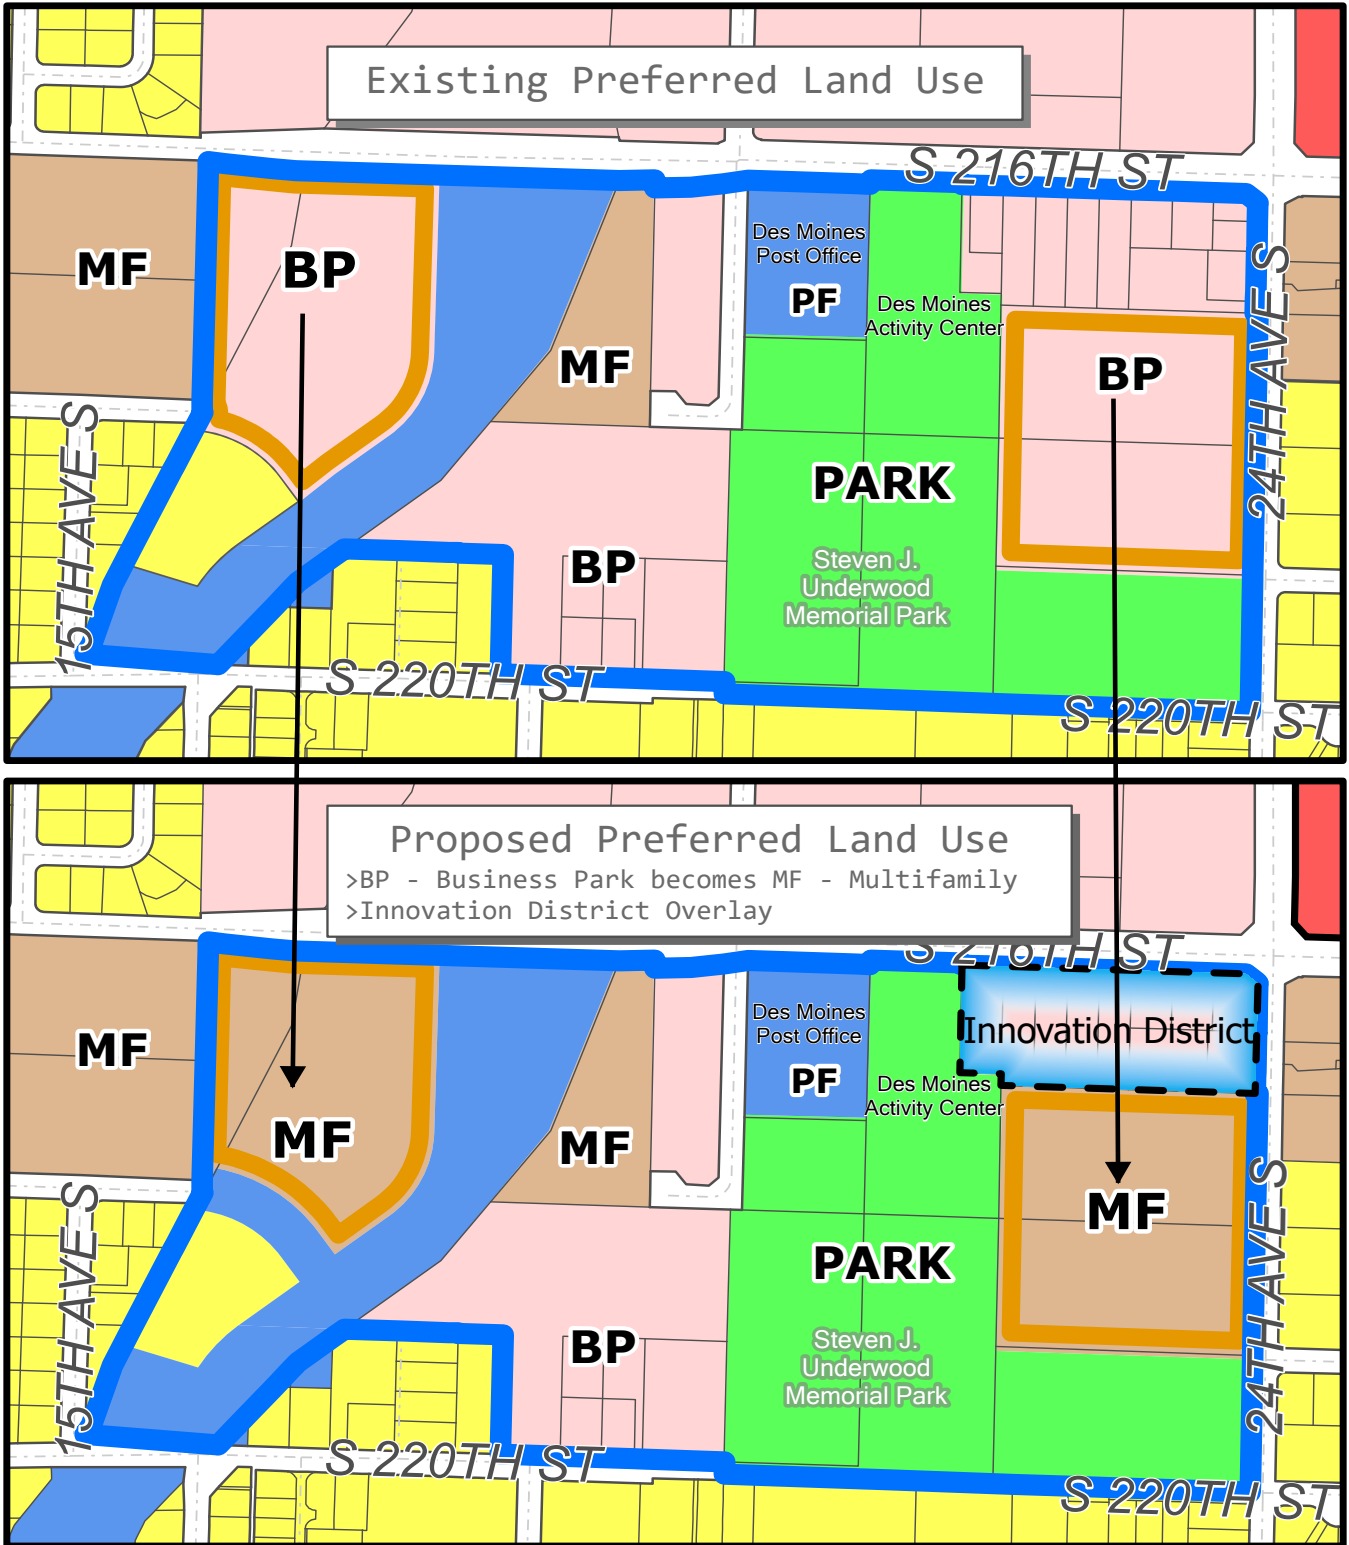 Existing Preferred Land Use
S 216TH ST
Des Moines
Post Office
PF
MF
BP
Des Moines
Activity Center
MF
BP
24TH AVE S
15TH AVE S
PARK
BP
Steven J.
Underwood
Memorial Park
S 220TH ST
S 220TH ST
Proposed Preferred Land Use
>BP - Business Park becomes MF - Multifamily
>Innovation District Overlay
S 216TH ST
Des Moines
Post Office
Innovation District
MF
PF
Des Moines
Activity Center
MF
MF
MF
24TH AVE S
15TH AVE S
PARK
BP
Steven J.
Underwood
Memorial Park
S 220TH ST
S 220TH ST